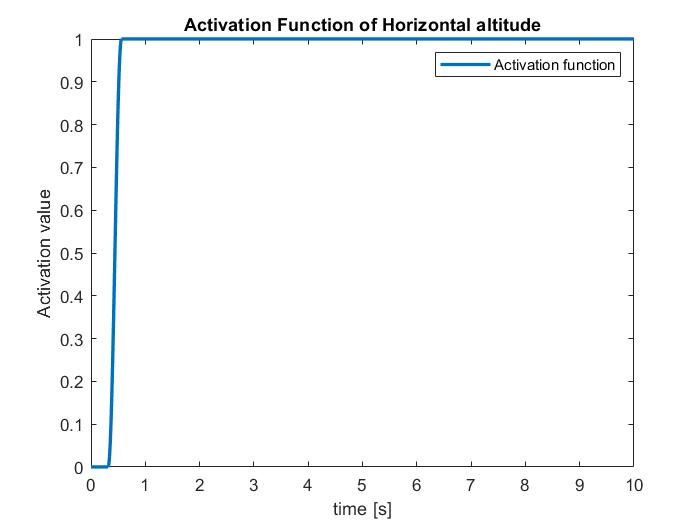 Activation Function of Horizontal altitude
Activation function
1
0.9
0.8
0.7
0.6
0.5
0.4
0.3
0.2
0.1
0
Activation value
0 1 2 3 4 5 6 7 8 9 10
time [s]